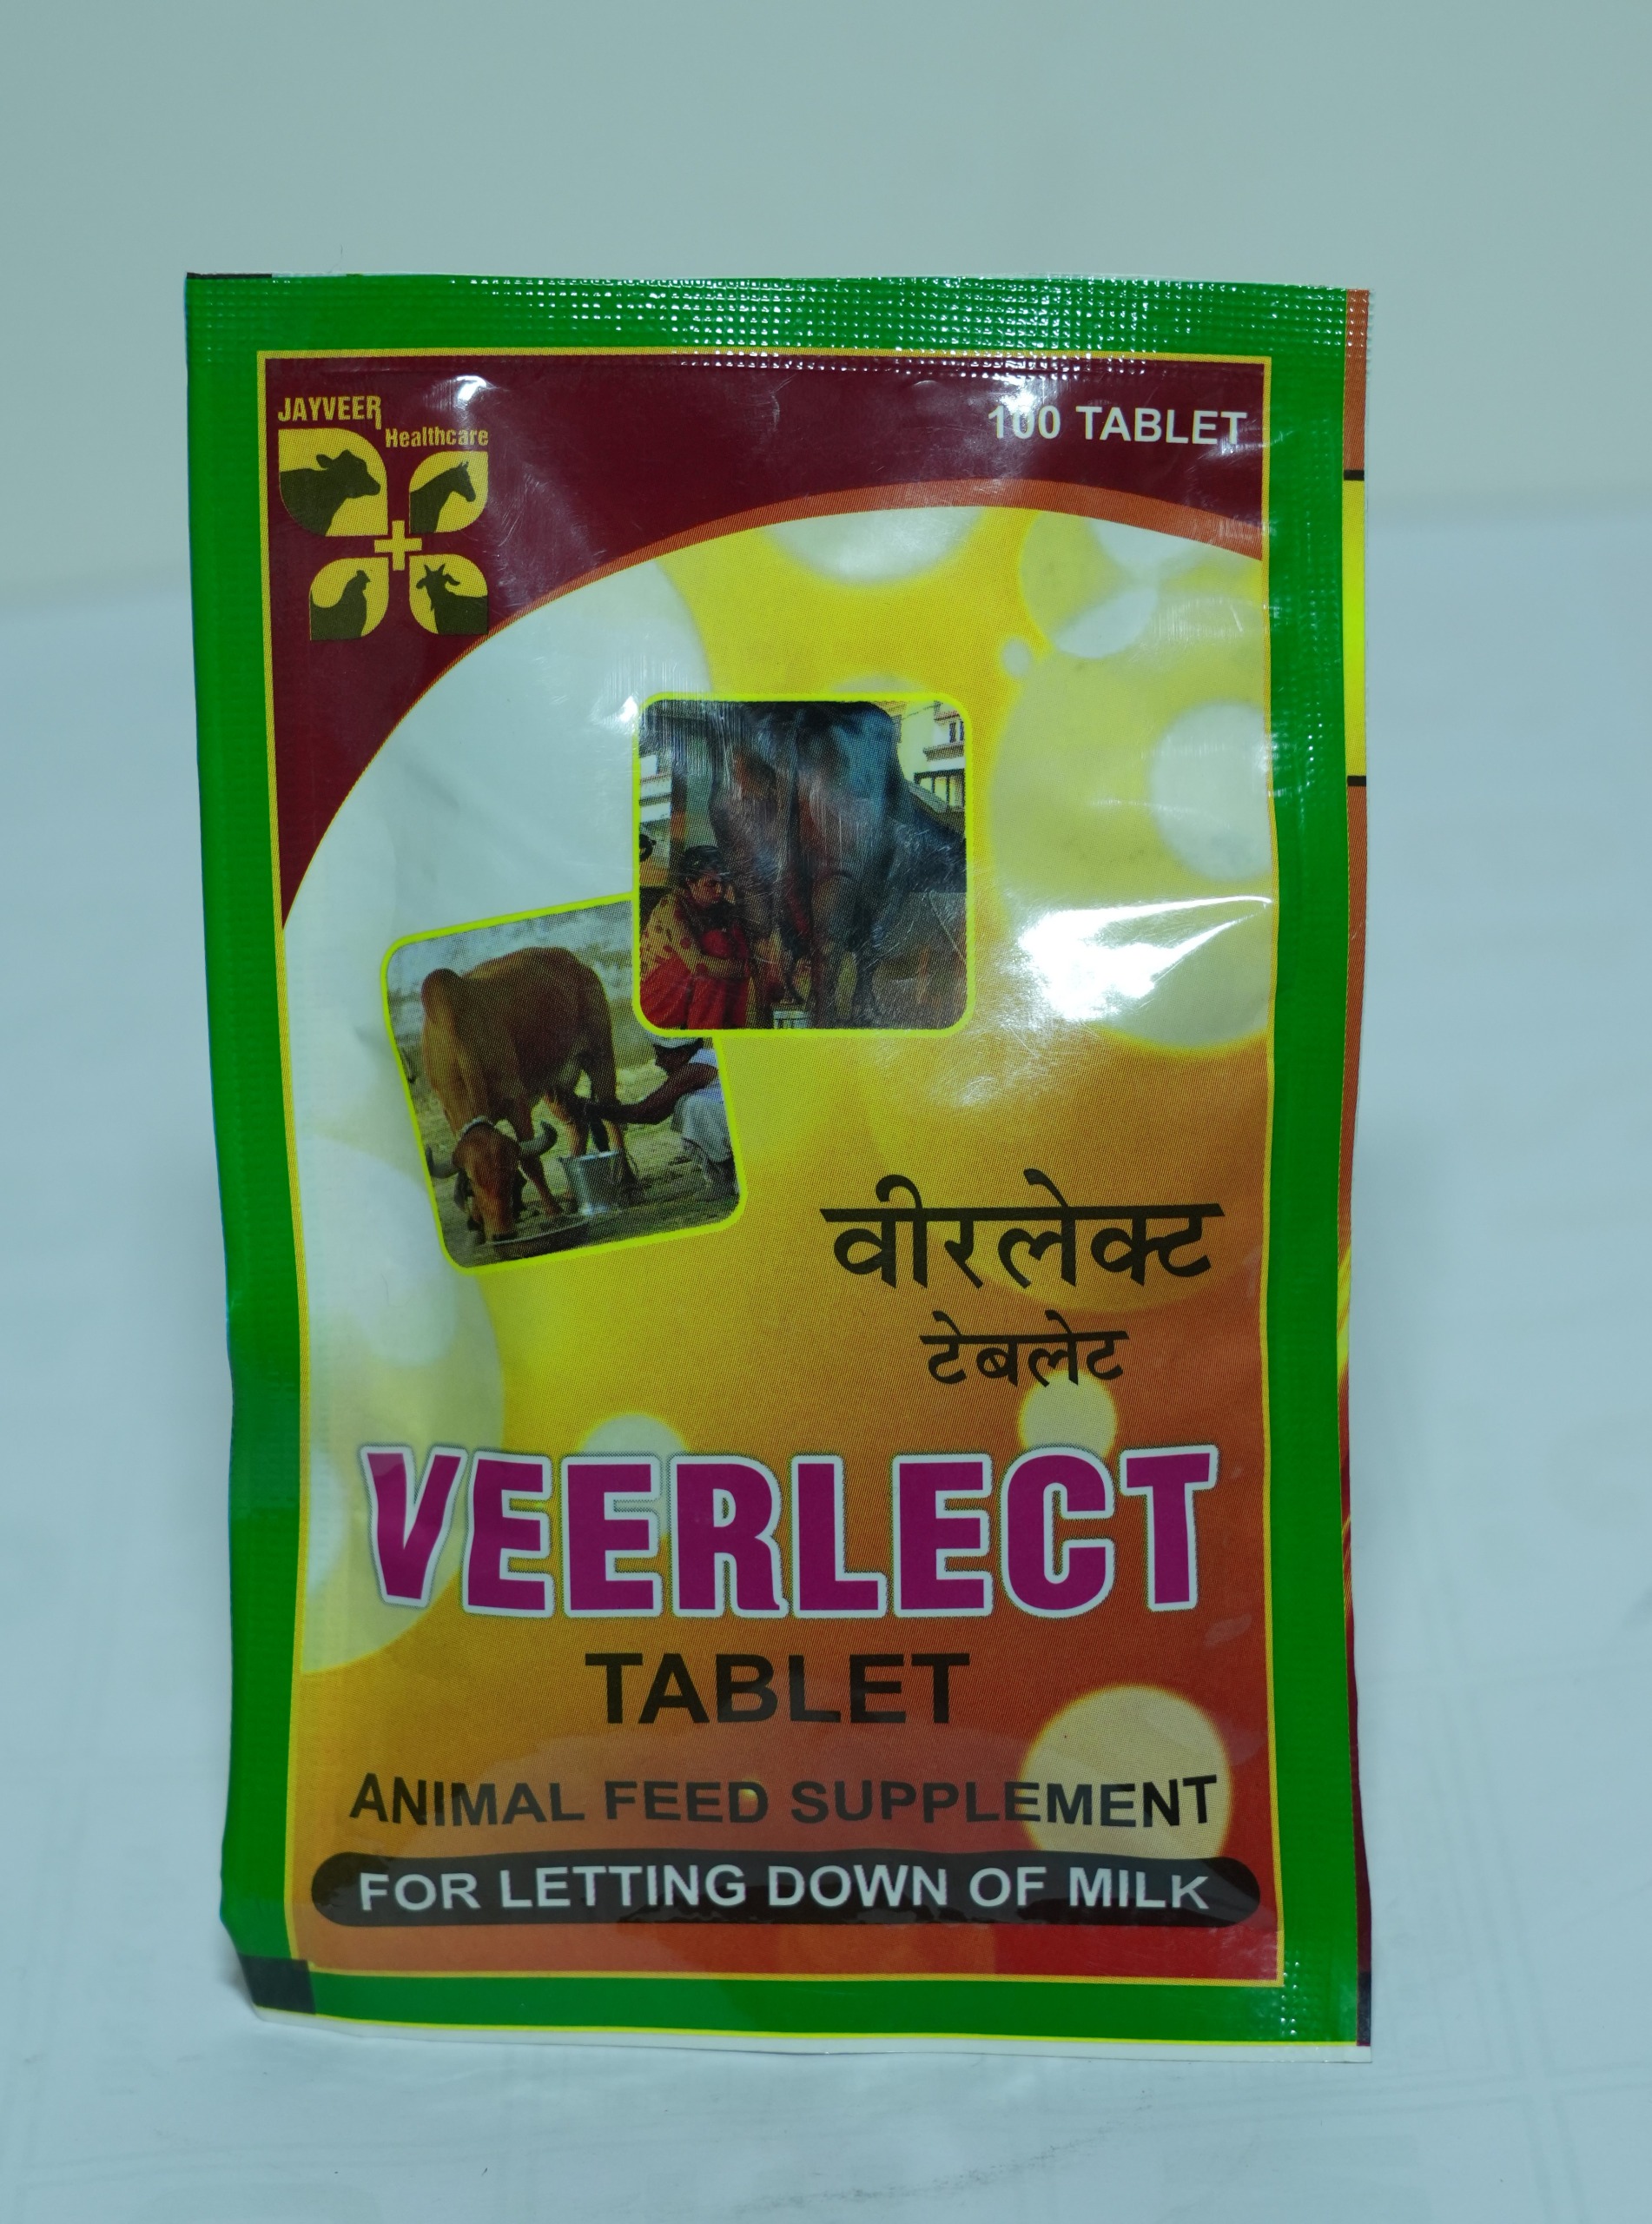 JAYVEER
Healthcare
100 TABLET
वीरलेक्ट
टेबलेट
VEERLECT
TABLET
ANIMAL FEED SUPPLEMENT
FOR LETTING DOWN OF MILK